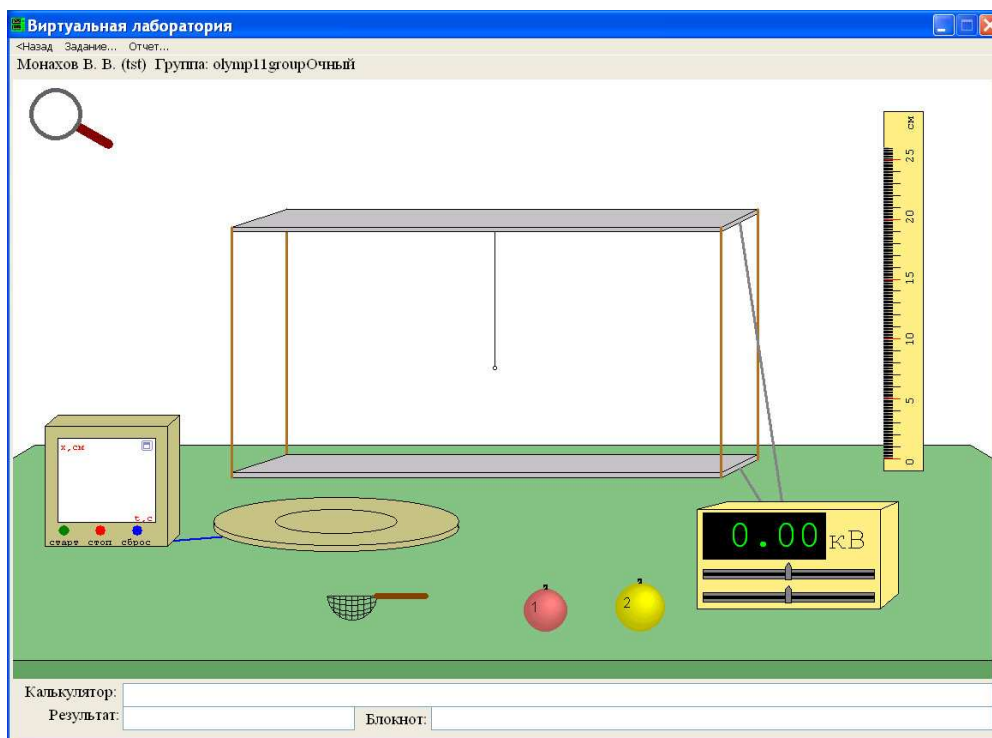 Виртуальная лаборатория
<Назад Задание... Отчет...
Монахов В. В. (tst) Группа: olymp11groupОчный
см
25
20
15
10
5
0
x,см
t,с
старт стоп сброс
0.00 кВ
1
2
Калькулятор:
Результат:
Блокнот: